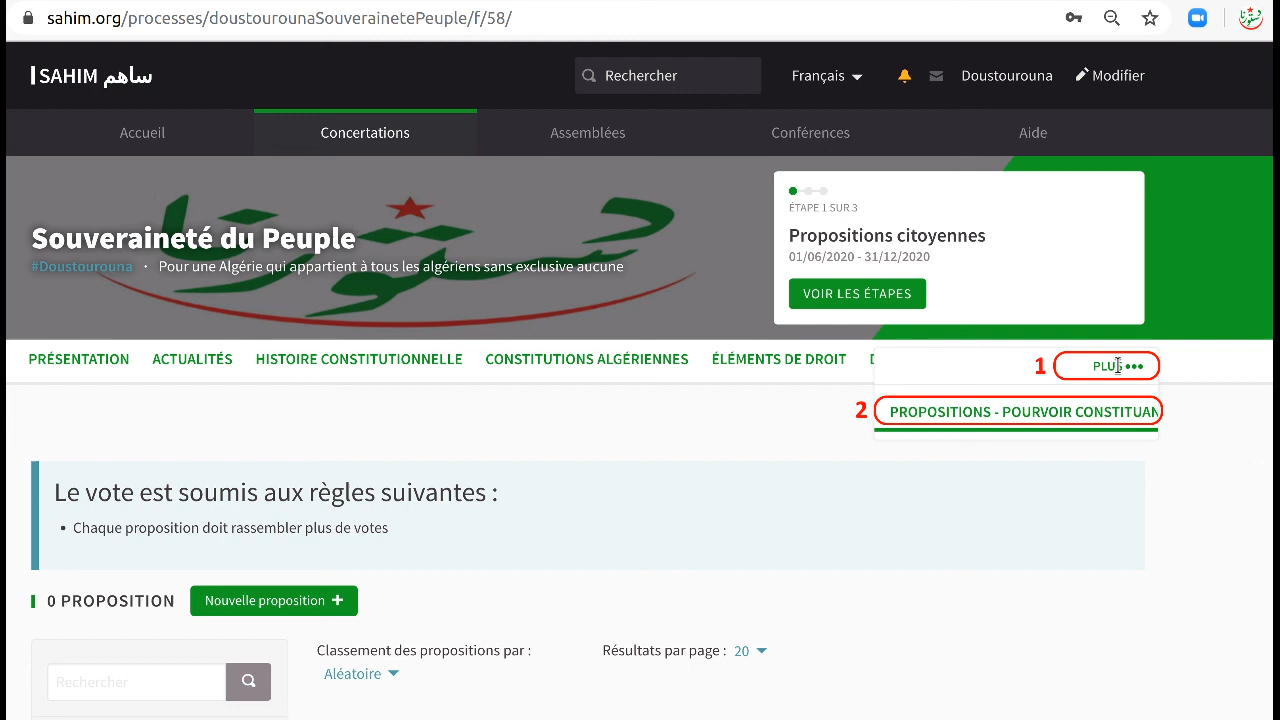 sahim.org/processes/doustourounaSouverainetePeuple/f/58/
SAHIM ساهم
Rechercher
Français
Doustourouna
Modifier
Accueil
Concertations
Assemblées
Conférences
Aide
دستورنا
Souveraineté du Peuple
#Doustourouna · Pour une Algérie qui appartient à tous les algériens sans exclusive aucune
ÉTAPE 1 SUR 3
Propositions citoyennes
01/06/2020 - 31/12/2020
VOIR LES ÉTAPES
PRÉSENTATION
ACTUALITÉS
HISTOIRE CONSTITUTIONNELLE
CONSTITUTIONS ALGÉRIENNES
ÉLÉMENTS DE DROIT
1
PLUS •••
2
PROPOSITIONS - POURVOIR CONSTITUAN
Le vote est soumis aux règles suivantes :
• Chaque proposition doit rassembler plus de votes
0 PROPOSITION
Nouvelle proposition +
Classement des propositions par :
Aléatoire
Résultats par page : 20
Rechercher